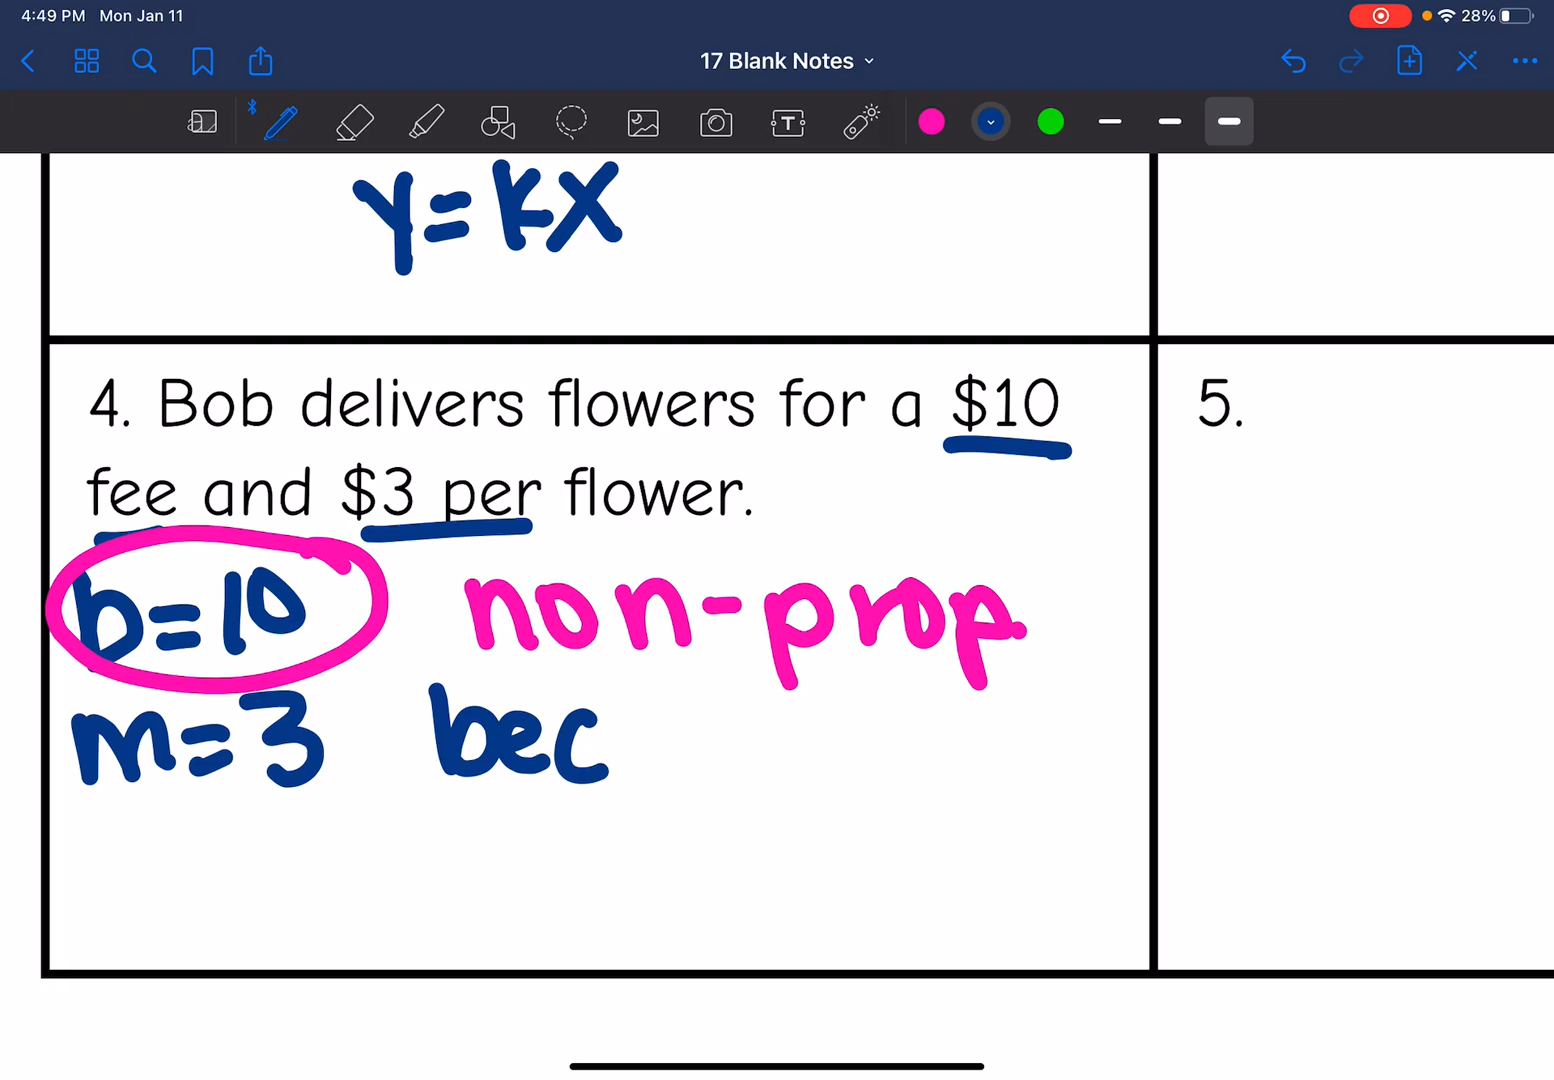 4:49 PM Mon Jan 11
28%
17 Blank Notes
T
y=kx
4. Bob delivers flowers for a $10
fee and $3 per flower.
b=10 non-prop.
m=3 bec
5.